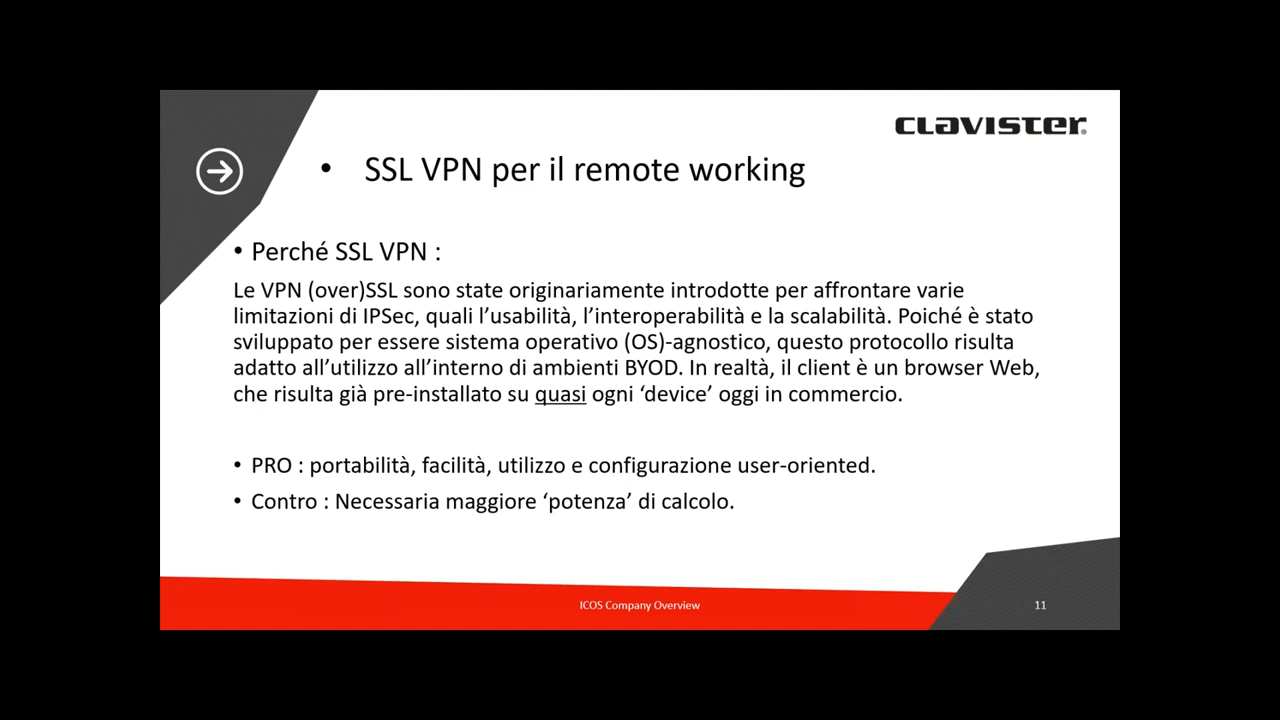 CLAVISTER®
• SSL VPN per il remote working
• Perché SSL VPN :
Le VPN (over)SSL sono state originariamente introdotte per affrontare varie
limitazioni di IPSec, quali l’usabilità, l’interoperabilità e la scalabilità. Poiché è stato
sviluppato per essere sistema operativo (OS)-agnostico, questo protocollo risulta
adatto all’utilizzo all’interno di ambienti BYOD. In realtà, il client è un browser Web,
che risulta già pre-installato su quasi ogni ‘device’ oggi in commercio.
• PRO : portabilità, facilità, utilizzo e configurazione user-oriented.
• Contro : Necessaria maggiore ‘potenza’ di calcolo.
ICOS Company Overview
11